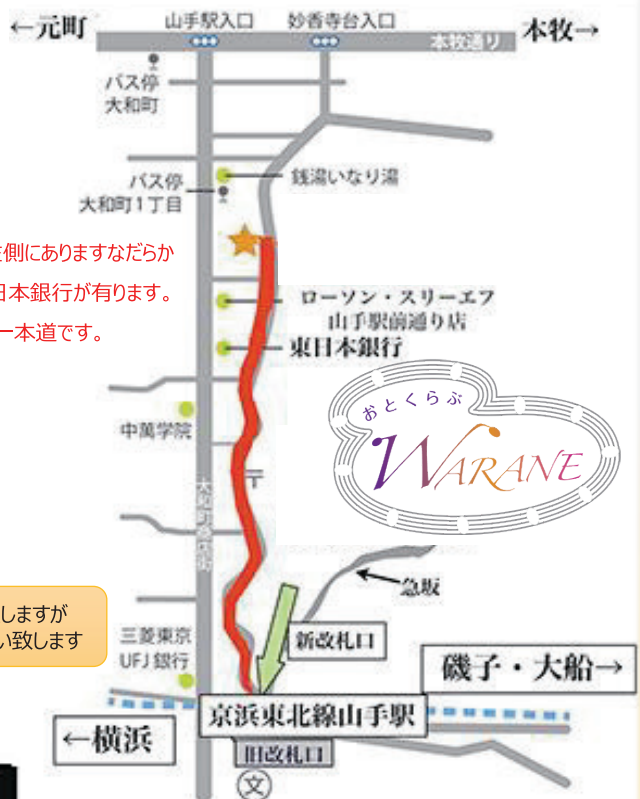 ←元町
山手駅入口
妙香寺台入口
本牧通り
本牧→
バス停
大和町
バス停
大和町1丁目
銭湯いなり湯
側にありますなだらか
日本銀行が有ります。
一本道です。
ローソン・スリーエフ
山手駅前通り店
東日本銀行
おとくらぶ
WARANE
中萬学院
〒
大和町商店街
急坂
しますが
い致します
三菱東京
UFJ銀行
新改札口
磯子・大船→
京浜東北線山手駅
←横浜
旧改札口
文